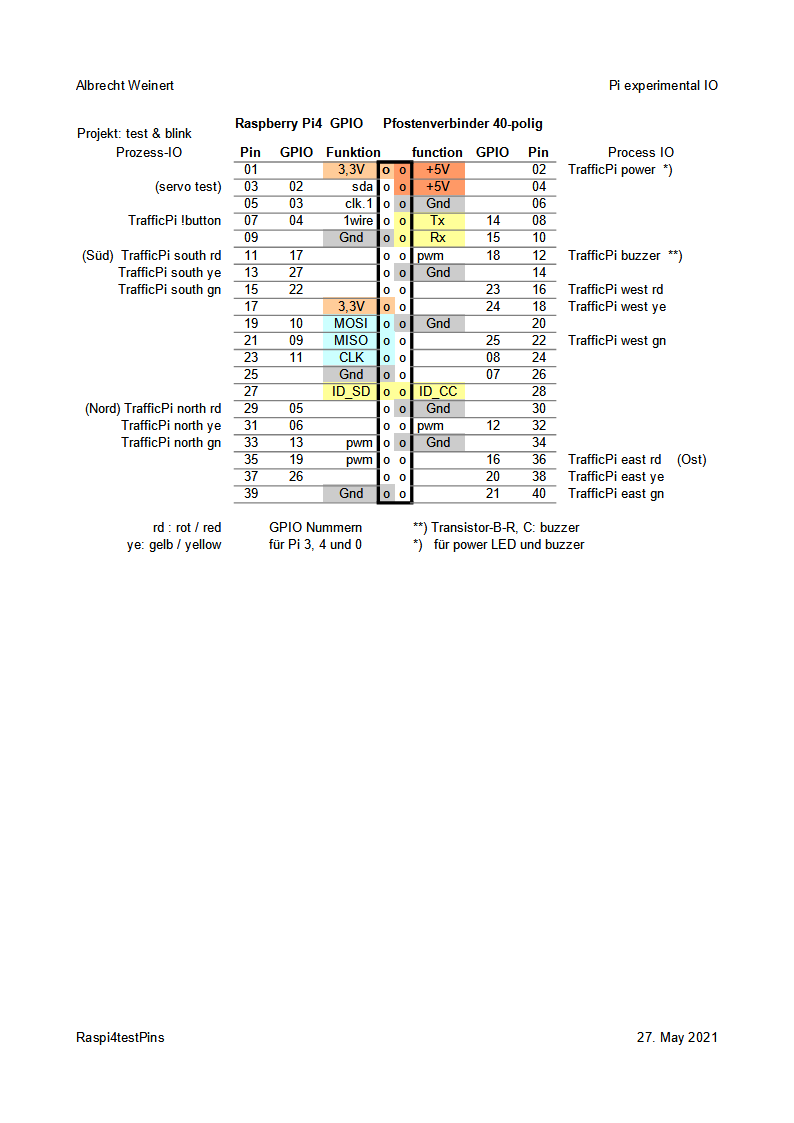 Albrecht Weinert Pi experimental IO
Raspberry Pi4 GPIO Pfostenverbinder 40-polig
Projekt: test & blink
Prozess-IO Pin GPIO Funktion function GPIO Pin Process IO
01 3,3V o o +5V 02 TrafficPi power *)
(servo test) 03 02 sda o o +5V 04
05 03 clk.1 o o Gnd 06
TrafficPi !button 07 04 1wire o o Tx 14 08
09 Gnd o o Rx 15 10
(Süd) TrafficPi south rd 11 17 o o pwm 18 12 TrafficPi buzzer **)
TrafficPi south ye 13 27 o o Gnd 14
TrafficPi south gn 15 22 o o 23 16 TrafficPi west rd
17 3,3V o o 24 18 TrafficPi west ye
19 10 MOSI o o Gnd 20
21 09 MISO o o 25 22 TrafficPi west gn
23 11 CLK o o 08 24
25 Gnd o o 07 26
27 ID_SD o o ID_CC 28
(Nord) TrafficPi north rd 29 05 o o Gnd 30
TrafficPi north ye 31 06 o o pwm 12 32
TrafficPi north gn 33 13 pwm o o Gnd 34
35 19 pwm o o 16 36 TrafficPi east rd (Ost)
37 26 o o 20 38 TrafficPi east ye
39 Gnd o o 21 40 TrafficPi east gn
rd : rot / red GPIO Nummern **) Transistor-B-R, C: buzzer
ye: gelb / yellow für Pi 3, 4 und 0 *) für power LED und buzzer
Raspi4testPins 27. May 2021